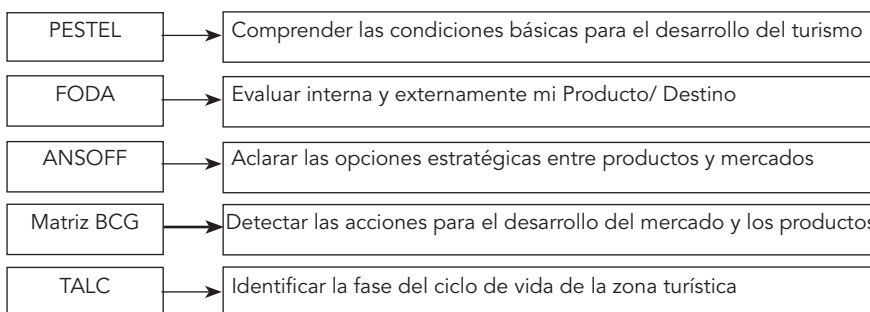 PESTEL Comprender las condiciones básicas para el desarrollo del turismo
FODA Evaluar interna y externamente mi Producto/ Destino
ANSOFF Aclarar las opciones estratégicas entre productos y mercados
Matriz BCG Detectar las acciones para el desarrollo del mercado y los productos
TALC Identificar la fase del ciclo de vida de la zona turística